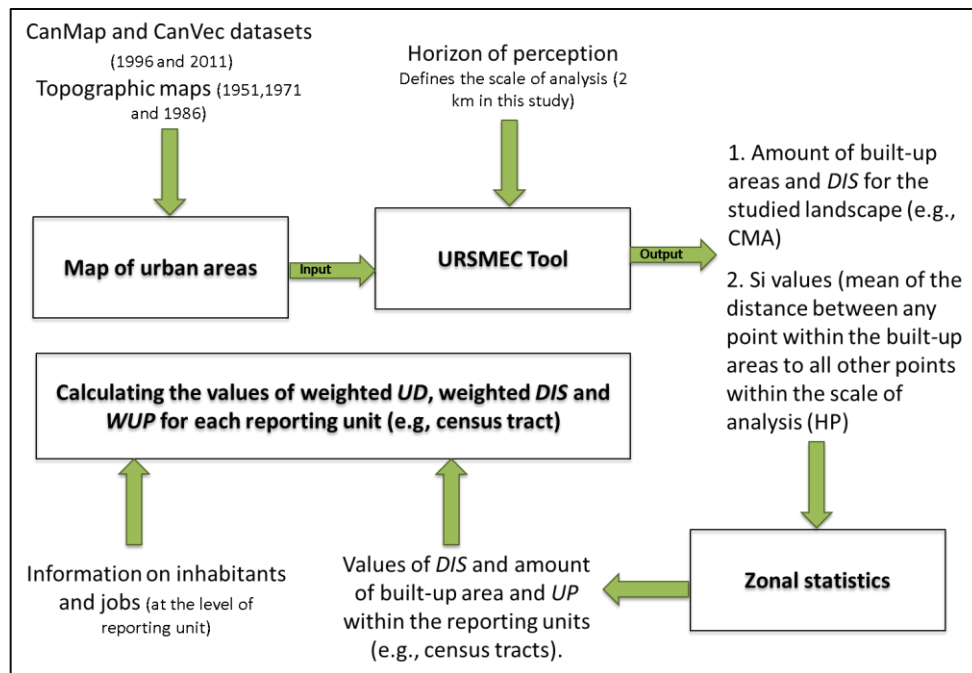 CanMap and CanVec datasets
(1996 and 2011)
Topographic maps (1951,1971
and 1986)
Horizon of perception
Defines the scale of analysis (2
km in this study)
Map of urban areas
Input
URSMEC Tool
Output
1. Amount of built-up
areas and DIS for the
studied landscape (e.g.,
CMA)
2. Si values (mean of the
distance between any
point within the built-up
areas to all other points
within the scale of
analysis (HP)
Calculating the values of weighted UD, weighted DIS and
WUP for each reporting unit (e.g, census tract)
Information on inhabitants
and jobs (at the level of
reporting unit)
Values of DIS and amount
of built-up area and UP
within the reporting units
(e.g., census tracts).
Zonal statistics